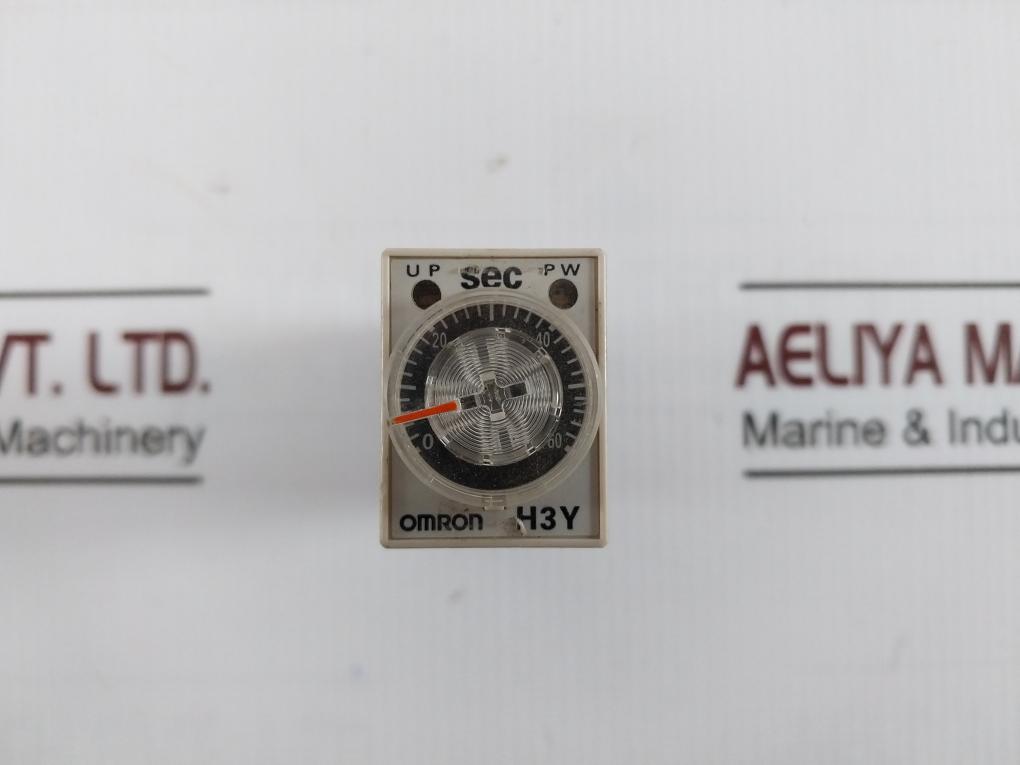 UP sec PW
20 40
0 60
OMRON H3Y
VT. LTD.
Machinery
AELIYA MA
Marine & Indu